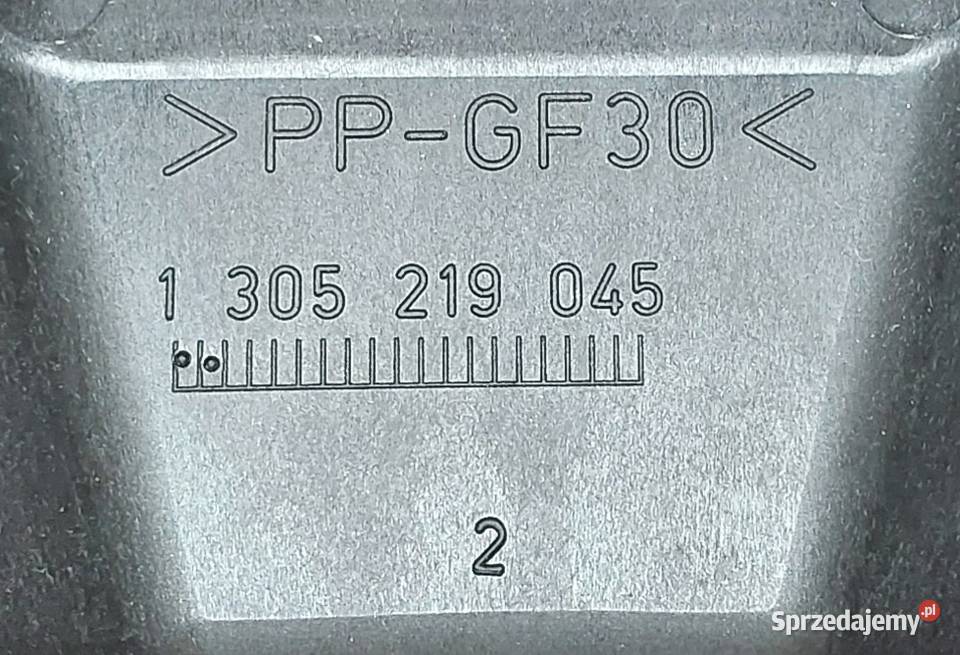 >PP-GF30<
1 305 219 045
2
Sprzedajemy.pl